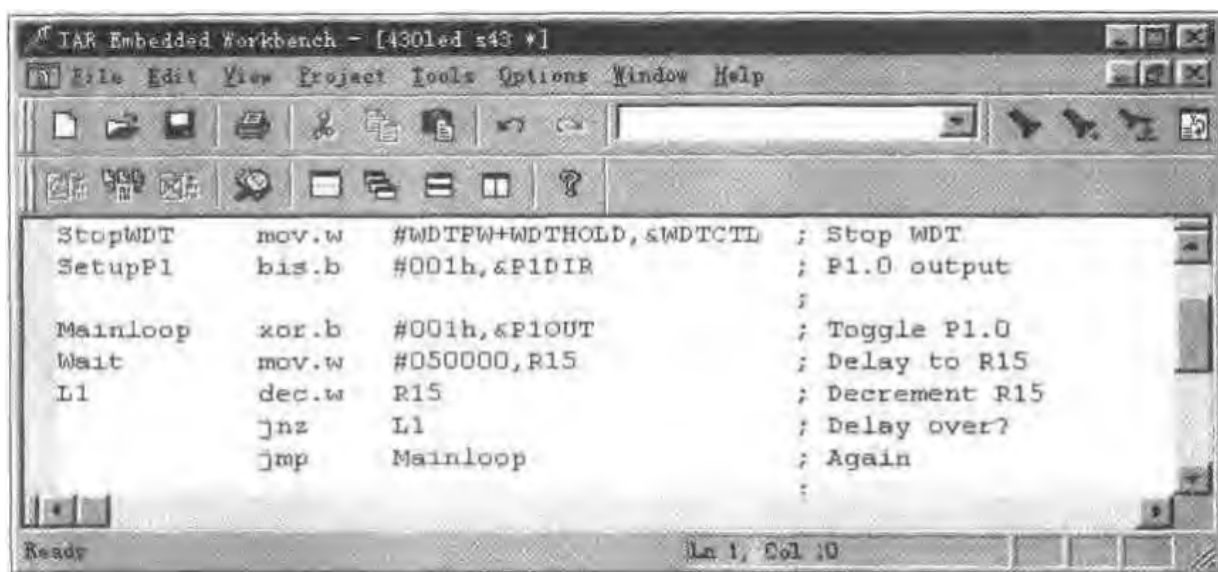 IAR Embedded Workbench - [430led s43 *]
File Edit View Project Tools Options Window Help
StopWDT mov.w #WDTPW+WDTHOLD,&WDTCTL ; Stop WDT
SetupP1 bis.b #001h,&P1DIR ; P1.0 output
;
Mainloop xor.b #001h,&P1OUT ; Toggle P1.0
Wait mov.w #050000,R15 ; Delay to R15
L1 dec.w R15 ; Decrement R15
jnz L1 ; Delay over?
jmp Mainloop ; Again
;
Ready Ln 1, Col 10